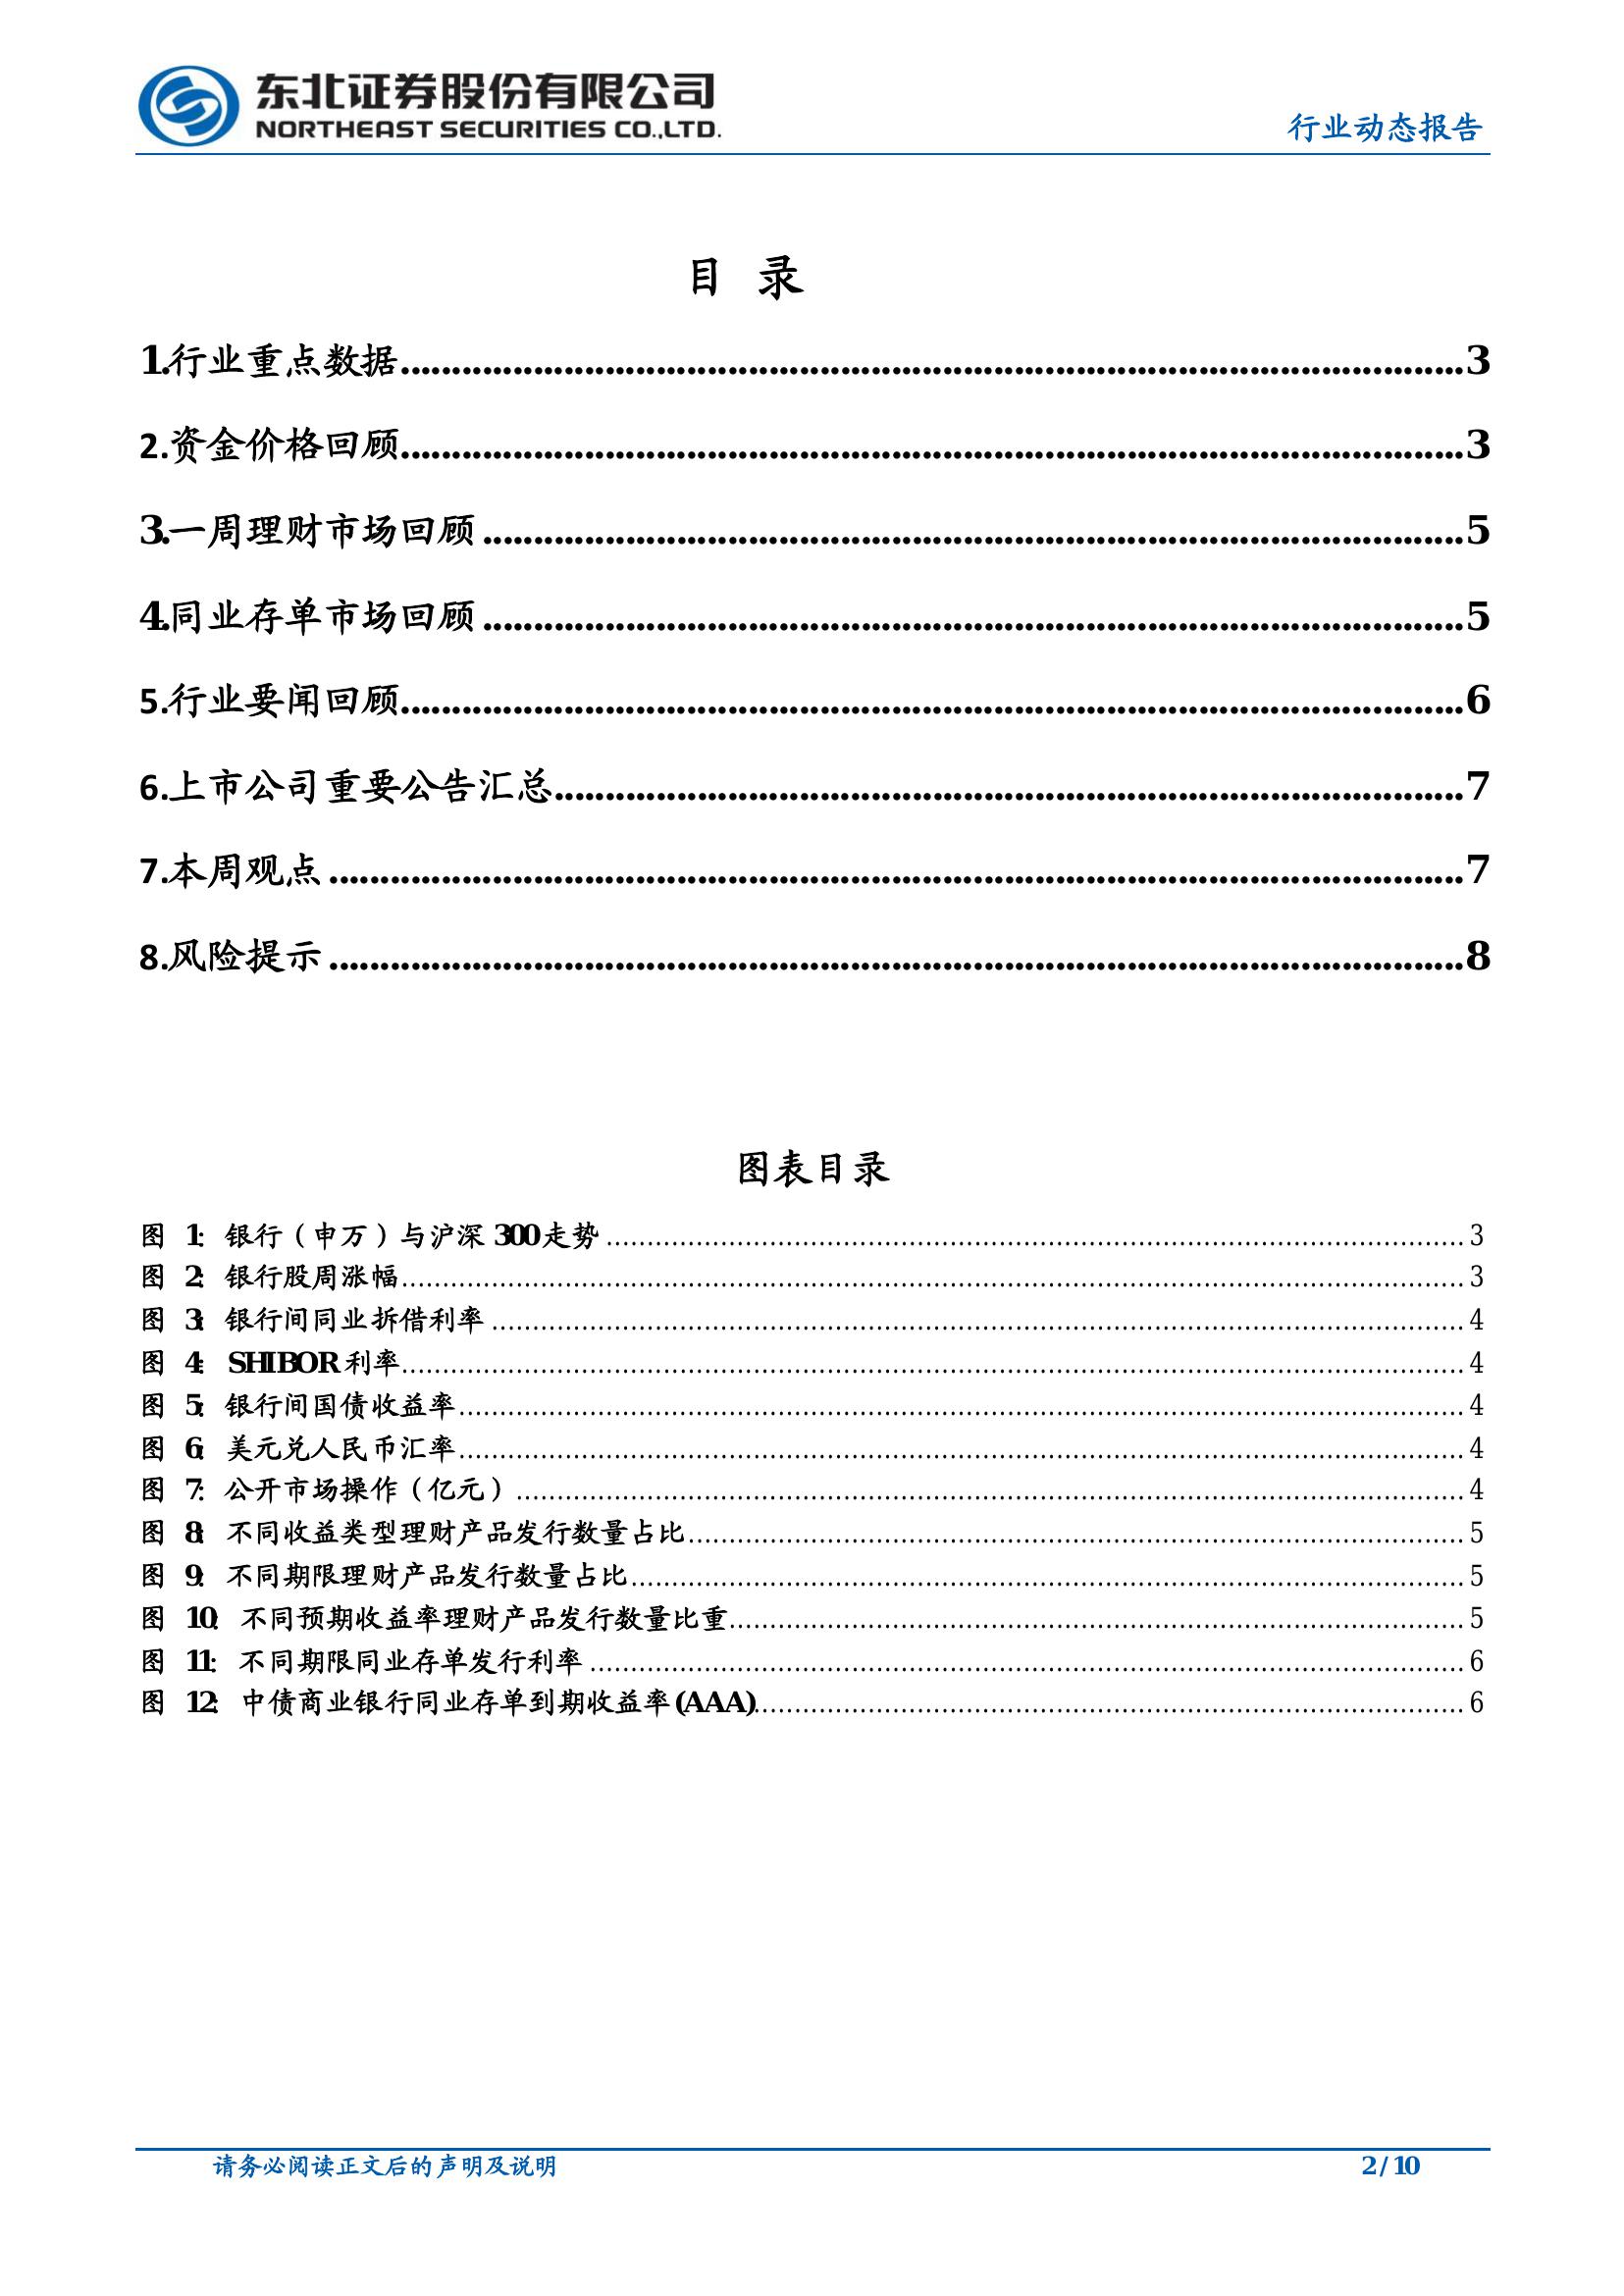 东北证券股份有限公司
NORTHEAST SECURITIES CO.,LTD.
行业动态报告
目 录
1.行业重点数据......3
2.资金价格回顾......3
3.一周理财市场回顾......5
4.同业存单市场回顾......5
5.行业要闻回顾......6
6.上市公司重要公告汇总......7
7.本周观点......7
8.风险提示......8
图表目录
图 1：银行（申万）与沪深 300 走势......3
图 2：银行股周涨幅......3
图 3：银行间同业拆借利率......4
图 4：SHIBOR 利率......4
图 5：银行间国债收益率......4
图 6：美元兑人民币汇率......4
图 7：公开市场操作（亿元）......4
图 8：不同收益类型理财产品发行数量占比......5
图 9：不同期限理财产品发行数量占比......5
图 10：不同预期收益率理财产品发行数量比重......5
图 11：不同期限同业存单发行利率......6
图 12：中债商业银行同业存单到期收益率(AAA)......6
请务必阅读正文后的声明及说明
2 / 10